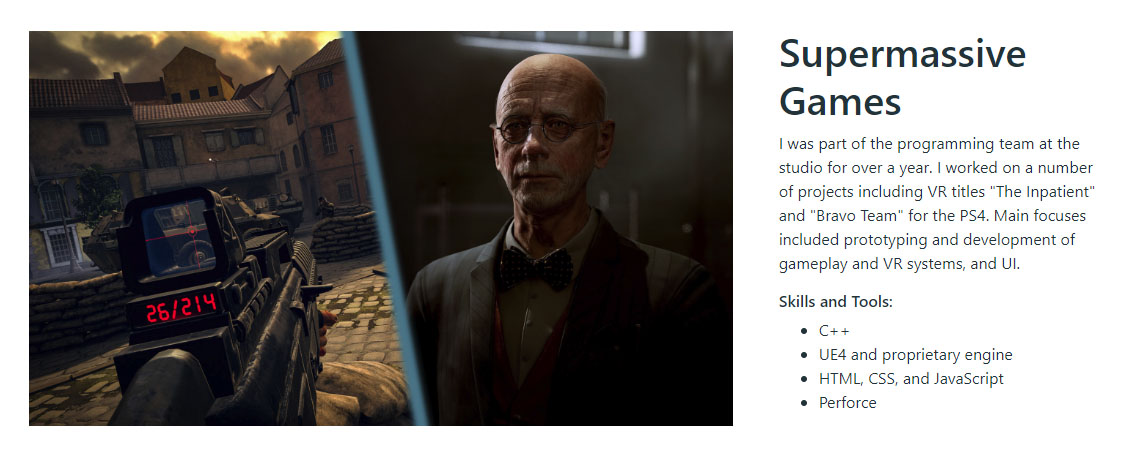 26/214
Supermassive
Games
I was part of the programming team at the
studio for over a year. I worked on a number
of projects including VR titles "The Inpatient"
and "Bravo Team" for the PS4. Main focuses
included prototyping and development of
gameplay and VR systems, and UI.
Skills and Tools:
• C++
• UE4 and proprietary engine
• HTML, CSS, and JavaScript
• Perforce